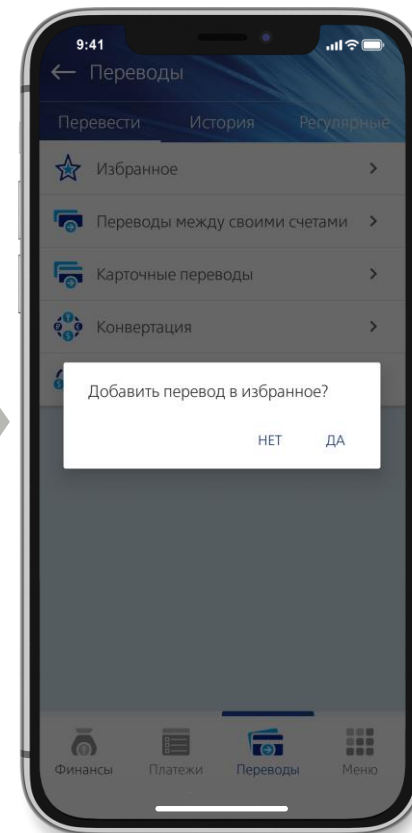 9:41
Переводы
Перевести История Регулярные
Избранное
Переводы между своими счетами
Карточные переводы
Конвертация
Добавить перевод в избранное?
НЕТ ДА
Финансы Платежи Переводы Меню